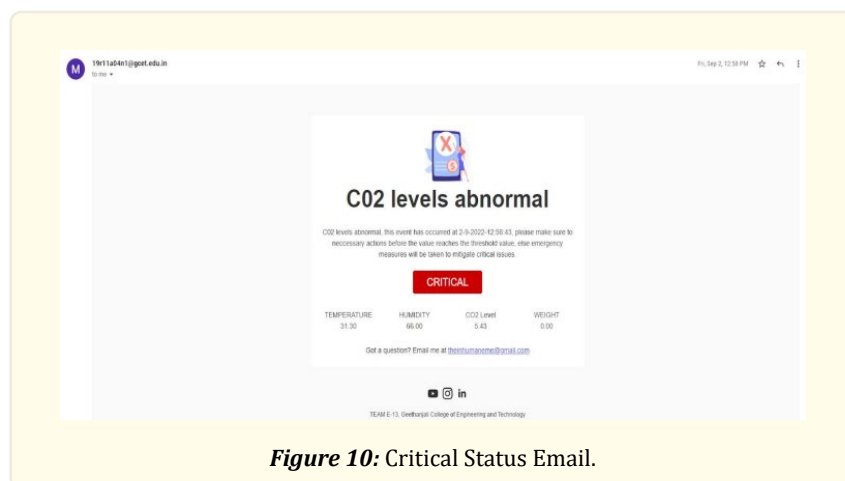 M
19r11a04n1@gcet.edu.in
to me
Fri, Sep 2, 12:58 PM
X
$
C02 levels abnormal
C02 levels abnormal, this event has occurred at 2-9-2022-12:58:43, please make sure to
neccessary actions before the value reaches the threshold value, else emergency
measures will be taken to mitigate critical issues.
CRITICAL
TEMPERATURE HUMIDITY CO2 Level WEIGHT
31.30 66.00 5.43 0.00
Got a question? Email me at theinhumaneme@gmail.com
in
TEAM E-13, Geethanjali College of Engineering and Technology
Figure 10: Critical Status Email.